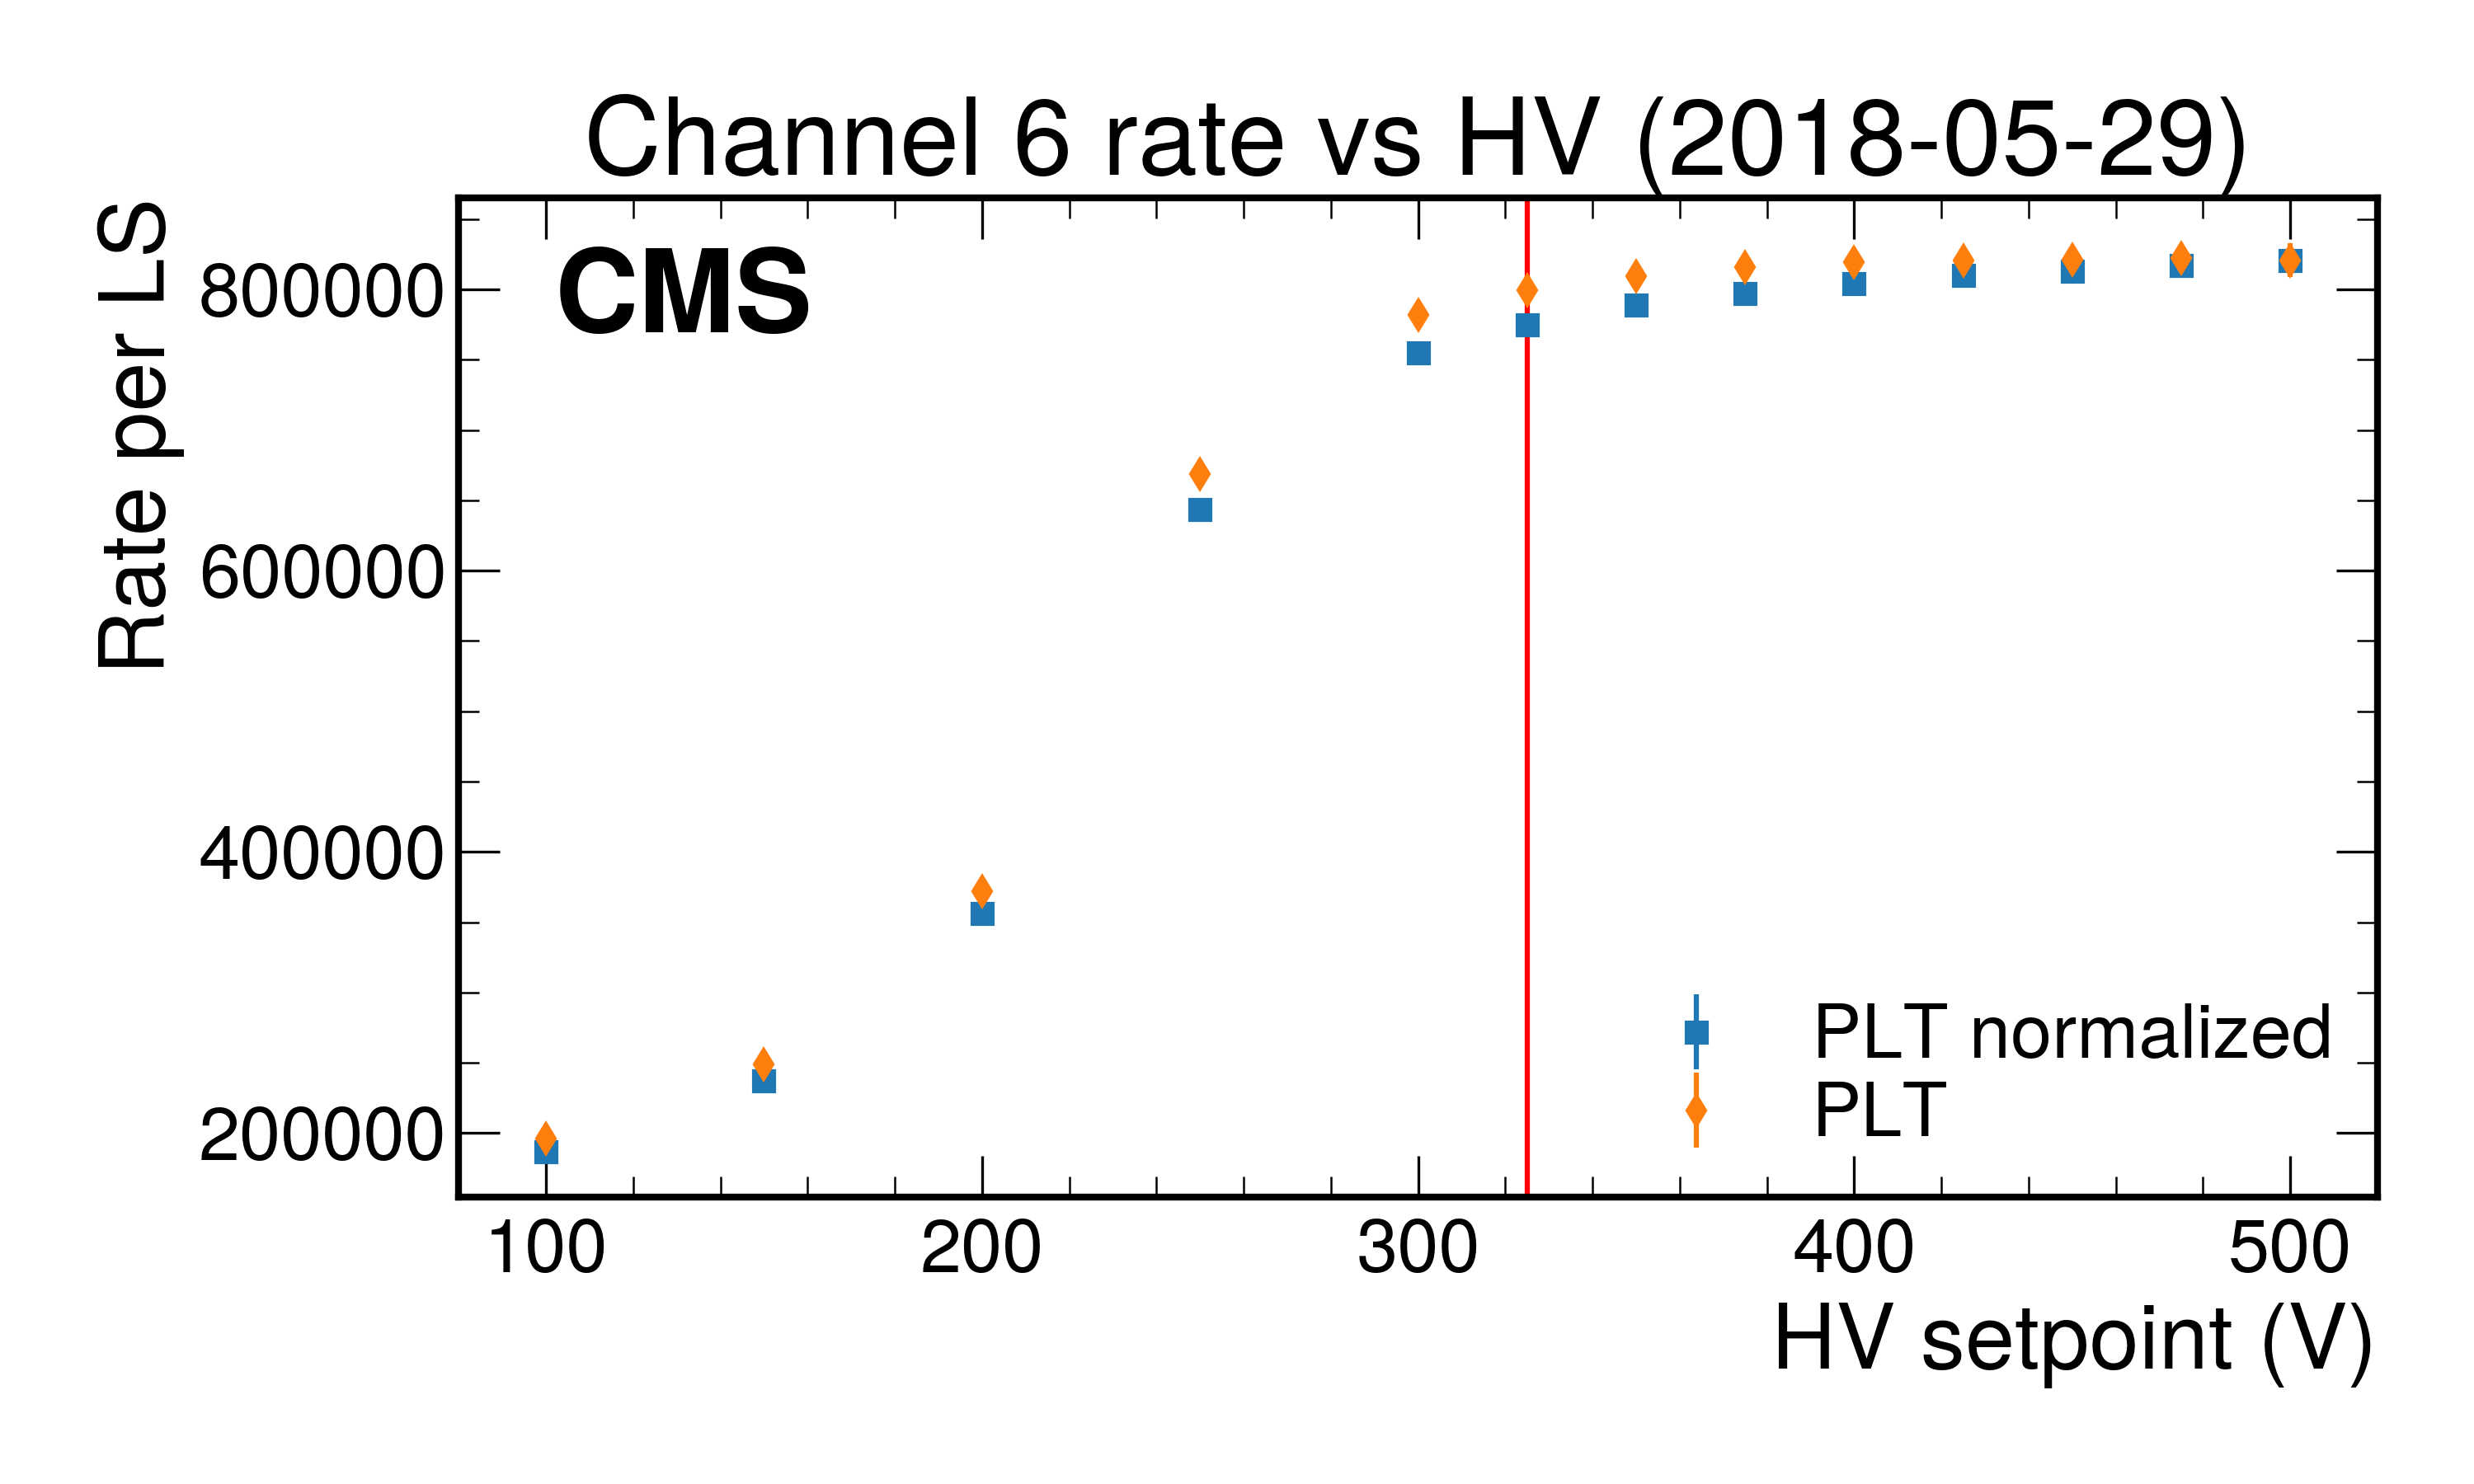 Channel 6 rate vs HV (2018-05-29)
CMS
Rate per LS
800000
600000
400000
200000
PLT normalized
PLT
100 200 300 400 500
HV setpoint (V)